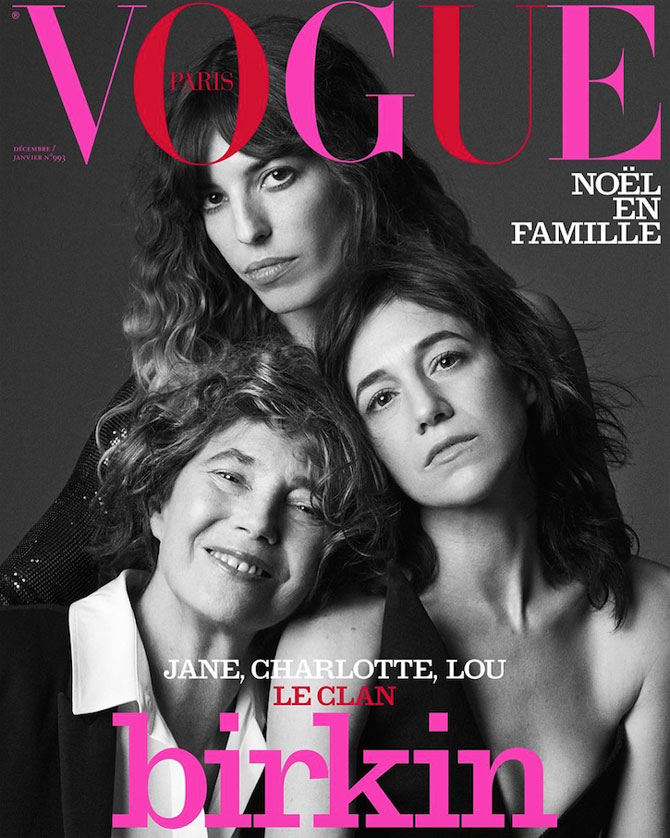 ®
VOGUE
PARIS
DÉCEMBRE /
JANVIER N°993
NOËL
EN
FAMILLE
JANE, CHARLOTTE, LOU
LE CLAN
birkin